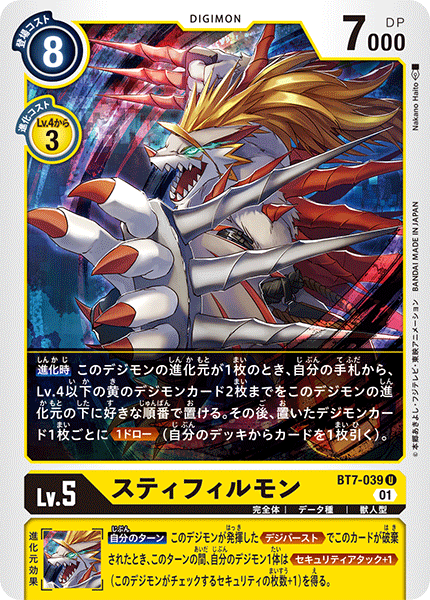 登場コスト
8
DIGIMON
7000
DP
進化コスト
Lv.4から
3
Nakano Haito
BANDAI MADE IN JAPAN
©本郷あきよし・フジテレビ・東映アニメーション
進化時 このデジモンの進化元が1枚のとき、自分の手札から、
Lv.4以下の黄のデジモンカード2枚までをこのデジモンの進
化元の下に好きな順番で置ける。その後、置いたデジモンカー
ド1枚ごとに 1ドロー (自分のデッキからカードを1枚引く)。
BT7-039 U
01
Lv.5
スティフィルモン
完全体 データ種 獣人型
進化元効果
自分のターン このデジモンが発揮した デジバースト でこのカードが破棄
されたとき、このターンの間、自分のデジモン1体は セキュリティアタック+1
(このデジモンがチェックするセキュリティの枚数+1)を得る。